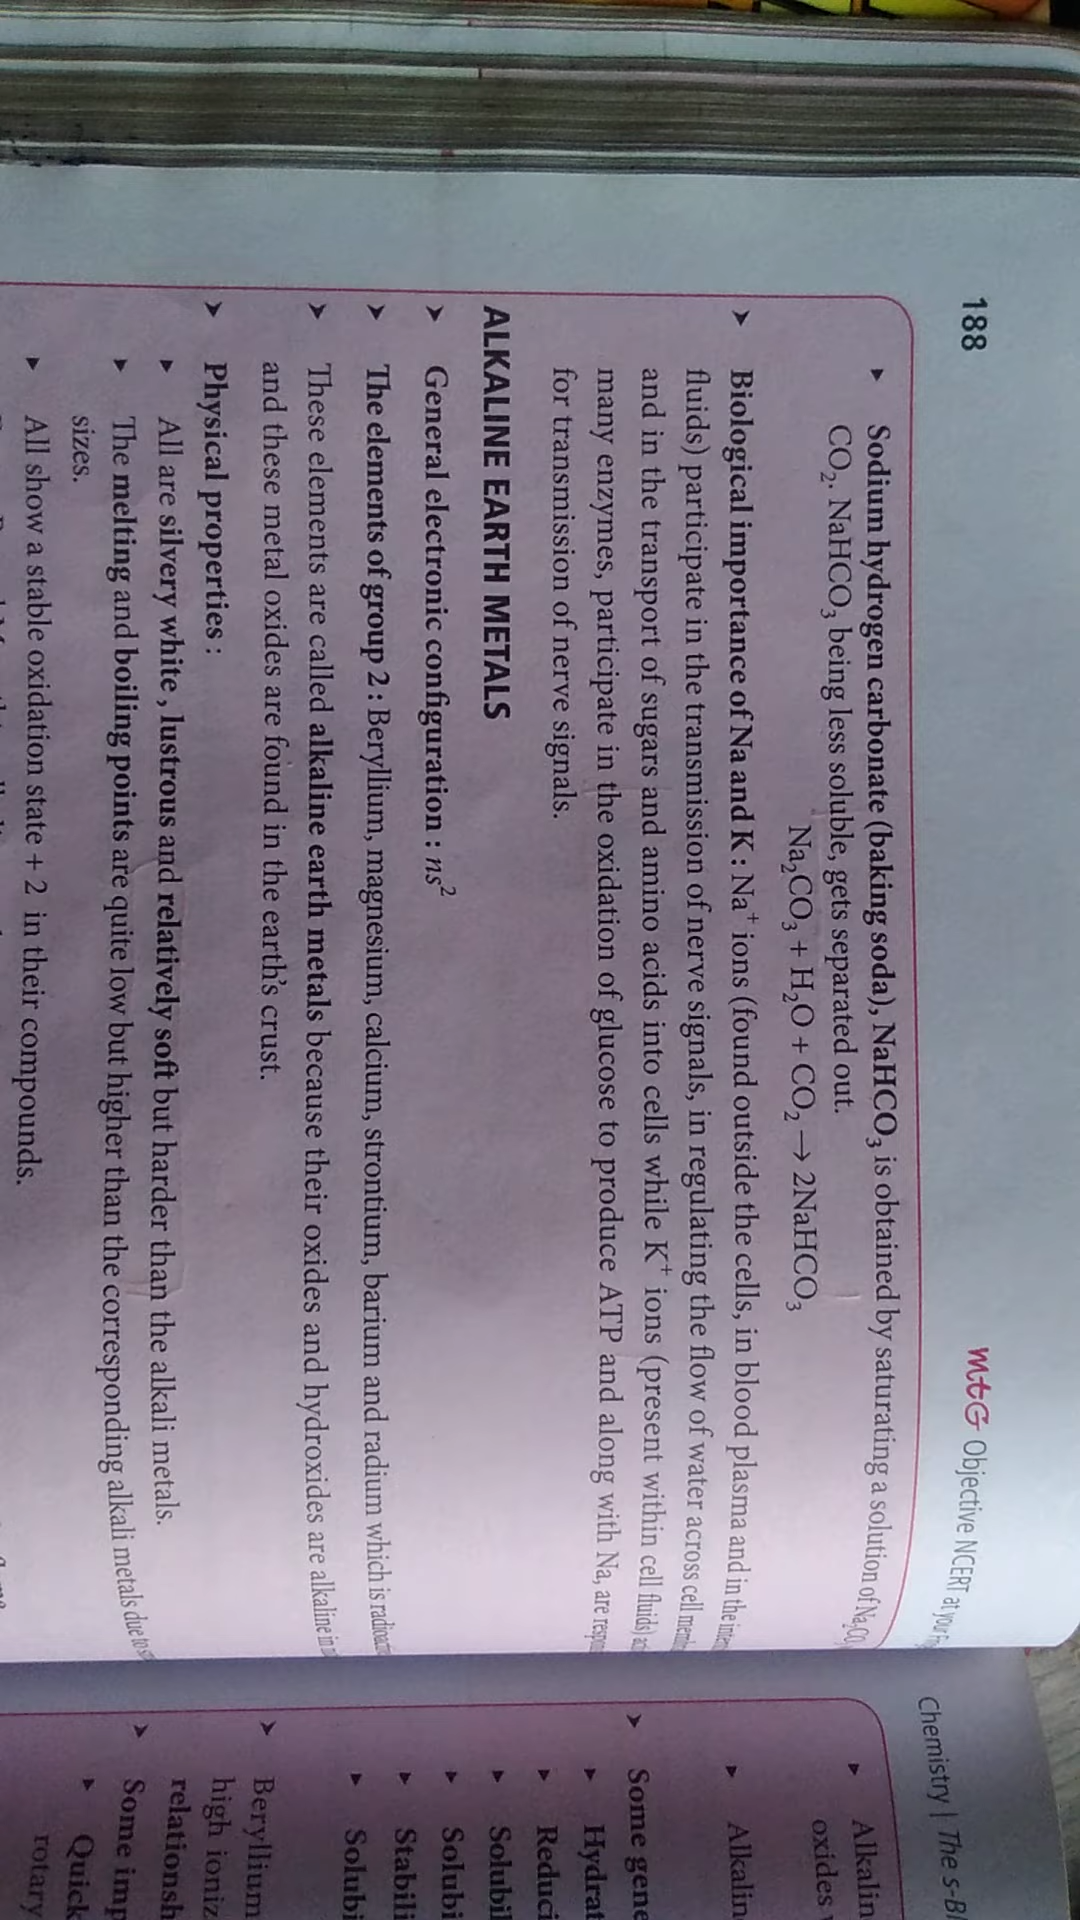 188
mtG Objective NCERT at your
▸ Sodium hydrogen carbonate (baking soda), NaHCO₃ is obtained by saturating a solution of Na₂CO₃
CO₂. NaHCO₃ being less soluble, gets separated out.
Na₂CO₃ + H₂O + CO₂ → 2NaHCO₃
➤ Biological importance of Na and K : Na⁺ ions (found outside the cells, in blood plasma and in the
fluids) participate in the transmission of nerve signals, in regulating the flow of water across cell
and in the transport of sugars and amino acids into cells while K⁺ ions (present within cell fluids)
many enzymes, participate in the oxidation of glucose to produce ATP and along with Na, are
for transmission of nerve signals.
ALKALINE EARTH METALS
➤ General electronic configuration : ns²
➤ The elements of group 2 : Beryllium, magnesium, calcium, strontium, barium and radium which is
➤ These elements are called alkaline earth metals because their oxides and hydroxides are alkaline in
and these metal oxides are found in the earth's crust.
➤ Physical properties :
▸ All are silvery white, lustrous and relatively soft but harder than the alkali metals.
▸ The melting and boiling points are quite low but higher than the corresponding alkali metals due to
sizes.
▸ All show a stable oxidation state + 2 in their compounds.
Chemistry | The s-Bl
▸ Alkalin
oxides
▸ Alkalin
➤ Some gene
▸ Hydrat
▸ Reduci
▸ Solubil
▸ Solubi
▸ Stabili
▸ Solubi
➤ Beryllium
high ioniz
relationsh
➤ Some imp
▸ Quick
rotary